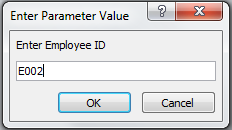 Enter Parameter Value
?
Enter Employee ID
E002
OK
Cancel